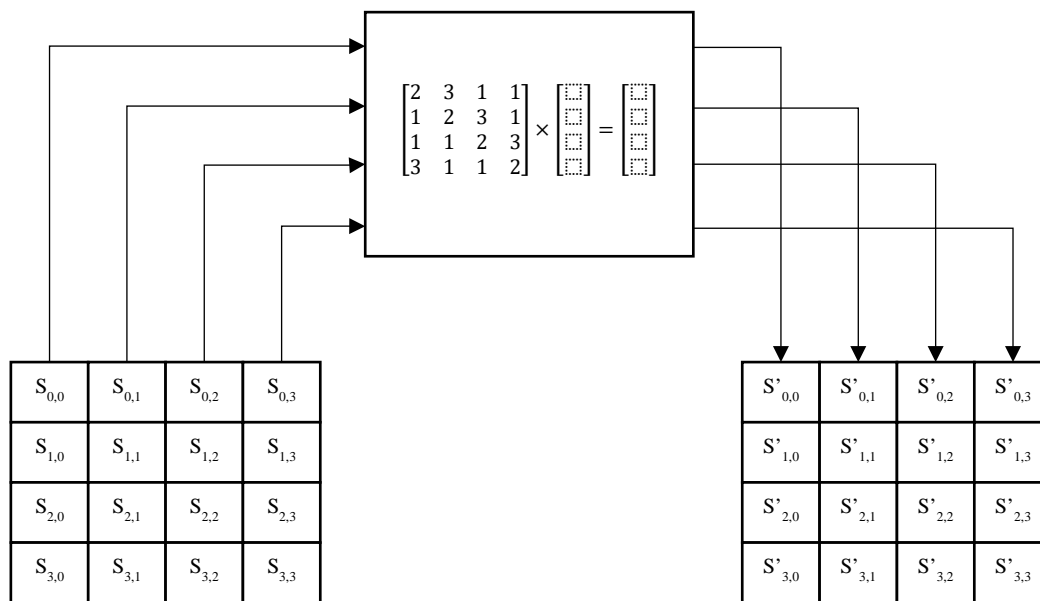 2 3 1 1
1 2 3 1 × =
1 1 2 3
3 1 1 2
S0,0 S0,1 S0,2 S0,3 S’0,0 S’0,1 S’0,2 S’0,3
S1,0 S1,1 S1,2 S1,3 S’1,0 S’1,1 S’1,2 S’1,3
S2,0 S2,1 S2,2 S2,3 S’2,0 S’2,1 S’2,2 S’2,3
S3,0 S3,1 S3,2 S3,3 S’3,0 S’3,1 S’3,2 S’3,3